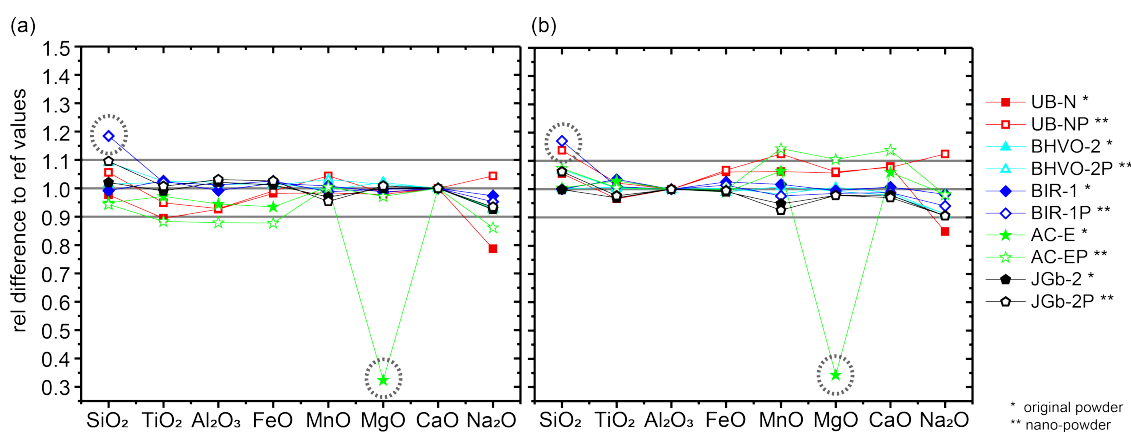 (a)
(b)
rel difference to ref values
1.5
1.4
1.3
1.2
1.1
1.0
0.9
0.8
0.7
0.6
0.5
0.4
0.3
SiO₂ TiO₂ Al₂O₃ FeO MnO MgO CaO Na₂O
SiO₂ TiO₂ Al₂O₃ FeO MnO MgO CaO Na₂O
UB-N *
UB-NP **
BHVO-2 *
BHVO-2P **
BIR-1 *
BIR-1P **
AC-E *
AC-EP **
JGb-2 *
JGb-2P **
* original powder
** nano-powder